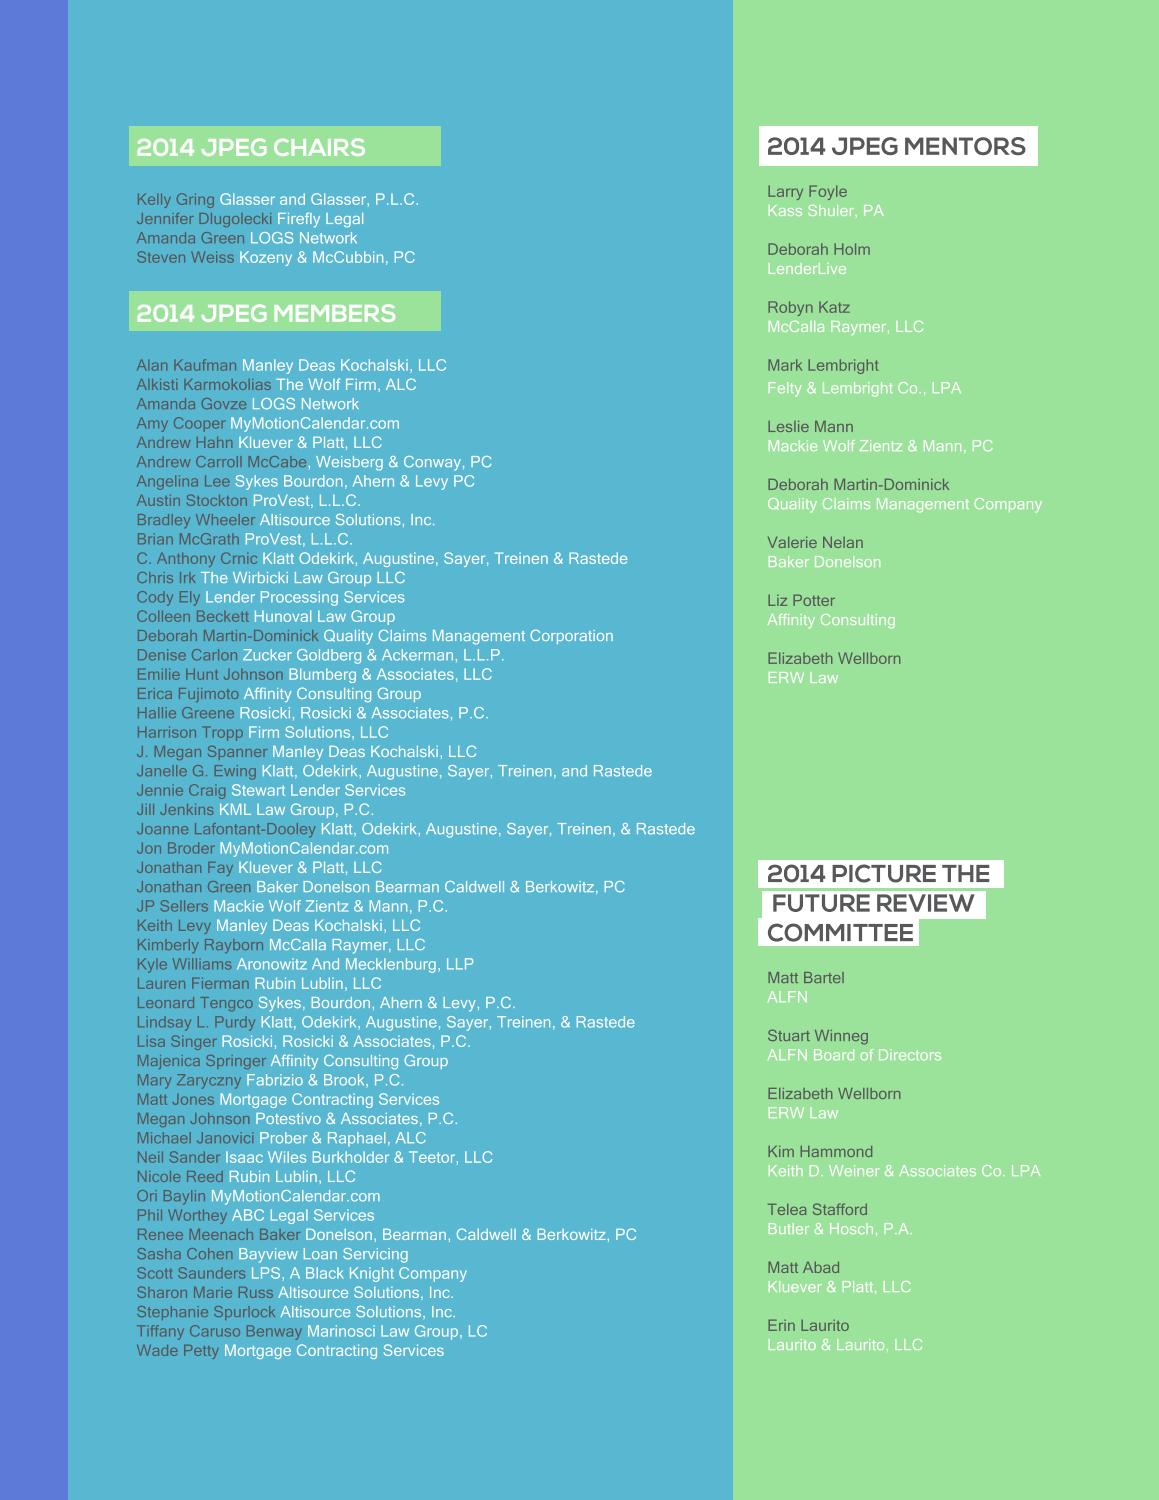 2014 JPEG CHAIRS
Kelly Gring Glasser and Glasser, P.L.C.
Jennifer Dlugolecki Firefly Legal
Amanda Green LOGS Network
Steven Weiss Kozeny & McCubbin, PC
2014 JPEG MEMBERS
Alan Kaufman Manley Deas Kochalski, LLC
Alkisti Karmokolias The Wolf Firm, ALC
Amanda Govze LOGS Network
Amy Cooper MyMotionCalendar.com
Andrew Hahn Kluever & Platt, LLC
Andrew Carroll McCabe, Weisberg & Conway, PC
Angelina Lee Sykes Bourdon, Ahern & Levy PC
Austin Stockton ProVest, L.L.C.
Bradley Wheeler Altisource Solutions, Inc.
Brian McGrath ProVest, L.L.C.
C. Anthony Crnic Klatt Odekirk, Augustine, Sayer, Treinen & Rastede
Chris Irk The Wirbicki Law Group LLC
Cody Ely Lender Processing Services
Colleen Beckett Hunoval Law Group
Deborah Martin-Dominick Quality Claims Management Corporation
Denise Carlon Zucker Goldberg & Ackerman, L.L.P.
Emilie Hunt Johnson Blumberg & Associates, LLC
Erica Fujimoto Affinity Consulting Group
Hallie Greene Rosicki, Rosicki & Associates, P.C.
Harrison Tropp Firm Solutions, LLC
J. Megan Spanner Manley Deas Kochalski, LLC
Janelle G. Ewing Klatt, Odekirk, Augustine, Sayer, Treinen, and Rastede
Jennie Craig Stewart Lender Services
Jill Jenkins KML Law Group, P.C.
Joanne Lafontant-Dooley Klatt, Odekirk, Augustine, Sayer, Treinen, & Rastede
Jon Broder MyMotionCalendar.com
Jonathan Fay Kluever & Platt, LLC
Jonathan Green Baker Donelson Bearman Caldwell & Berkowitz, PC
JP Sellers Mackie Wolf Zientz & Mann, P.C.
Keith Levy Manley Deas Kochalski, LLC
Kimberly Rayborn McCalla Raymer, LLC
Kyle Williams Aronowitz And Mecklenburg, LLP
Lauren Fierman Rubin Lublin, LLC
Leonard Tengco Sykes, Bourdon, Ahern & Levy, P.C.
Lindsay L. Purdy Klatt, Odekirk, Augustine, Sayer, Treinen, & Rastede
Lisa Singer Rosicki, Rosicki & Associates, P.C.
Majenica Springer Affinity Consulting Group
Mary Zaryczny Fabrizio & Brook, P.C.
Matt Jones Mortgage Contracting Services
Megan Johnson Potestivo & Associates, P.C.
Michael Janovici Prober & Raphael, ALC
Neil Sander Isaac Wiles Burkholder & Teetor, LLC
Nicole Reed Rubin Lublin, LLC
Ori Baylin MyMotionCalendar.com
Phil Worthey ABC Legal Services
Renee Meenach Baker Donelson, Bearman, Caldwell & Berkowitz, PC
Sasha Cohen Bayview Loan Servicing
Scott Saunders LPS, A Black Knight Company
Sharon Marie Russ Altisource Solutions, Inc.
Stephanie Spurlock Altisource Solutions, Inc.
Tiffany Caruso Benway Marinosci Law Group, LC
Wade Petty Mortgage Contracting Services
2014 JPEG MENTORS
Larry Foyle
Kass Shuler, PA
Deborah Holm
LenderLive
Robyn Katz
McCalla Raymer, LLC
Mark Lembright
Felty & Lembright Co., LPA
Leslie Mann
Mackie Wolf Zientz & Mann, PC
Deborah Martin-Dominick
Quality Claims Management Company
Valerie Nelan
Baker Donelson
Liz Potter
Affinity Consulting
Elizabeth Wellborn
ERW Law
2014 PICTURE THE
FUTURE REVIEW
COMMITTEE
Matt Bartel
ALFN
Stuart Winneg
ALFN Board of Directors
Elizabeth Wellborn
ERW Law
Kim Hammond
Keith D. Weiner & Associates Co. LPA
Telea Stafford
Butler & Hosch, P.A.
Matt Abad
Kluever & Platt, LLC
Erin Laurito
Laurito & Laurito, LLC